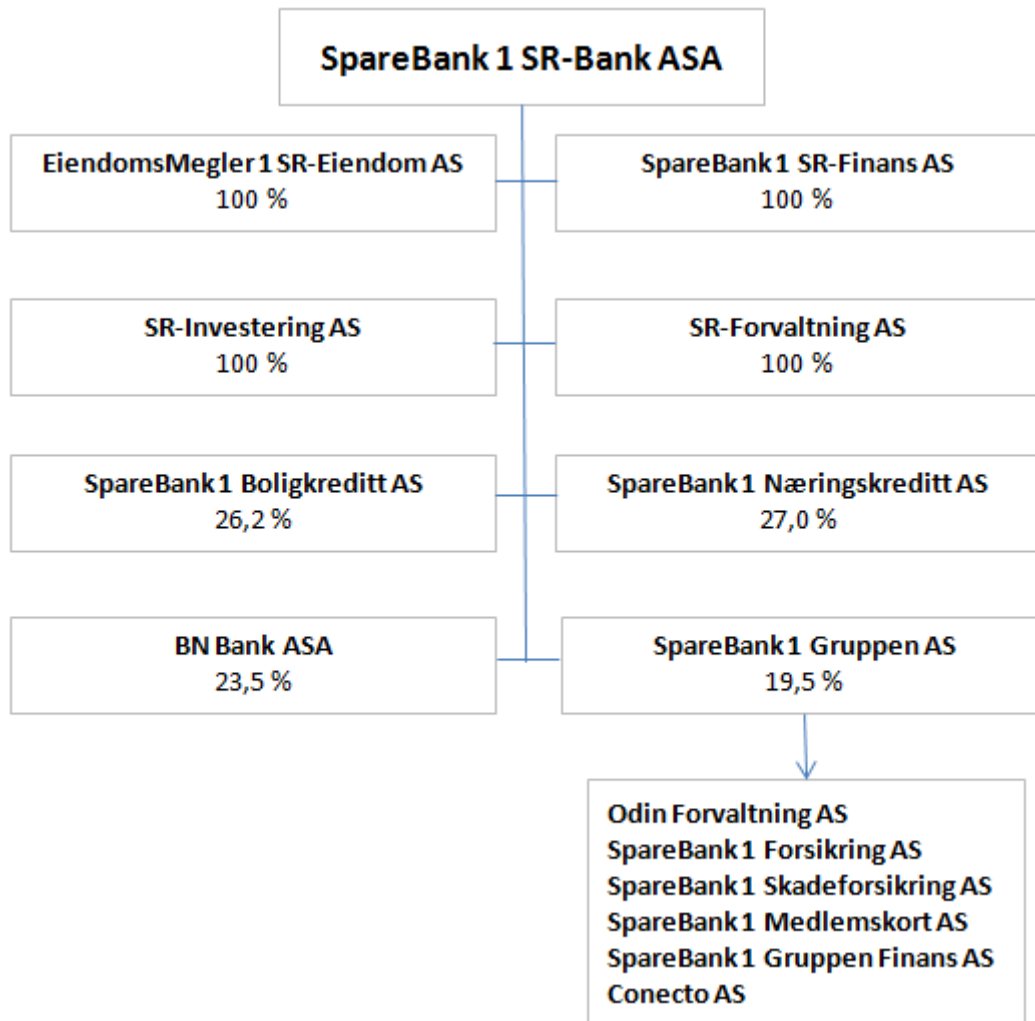 SpareBank 1 SR-Bank ASA
EiendomsMegler 1 SR-Eiendom AS
100 %
SpareBank 1 SR-Finans AS
100 %
SR-Investering AS
100 %
SR-Forvaltning AS
100 %
SpareBank 1 Boligkreditt AS
26,2 %
SpareBank 1 Næringskreditt AS
27,0 %
BN Bank ASA
23,5 %
SpareBank 1 Gruppen AS
19,5 %
Odin Forvaltning AS
SpareBank 1 Forsikring AS
SpareBank 1 Skadeforsikring AS
SpareBank 1 Medlemskort AS
SpareBank 1 Gruppen Finans AS
Conecto AS